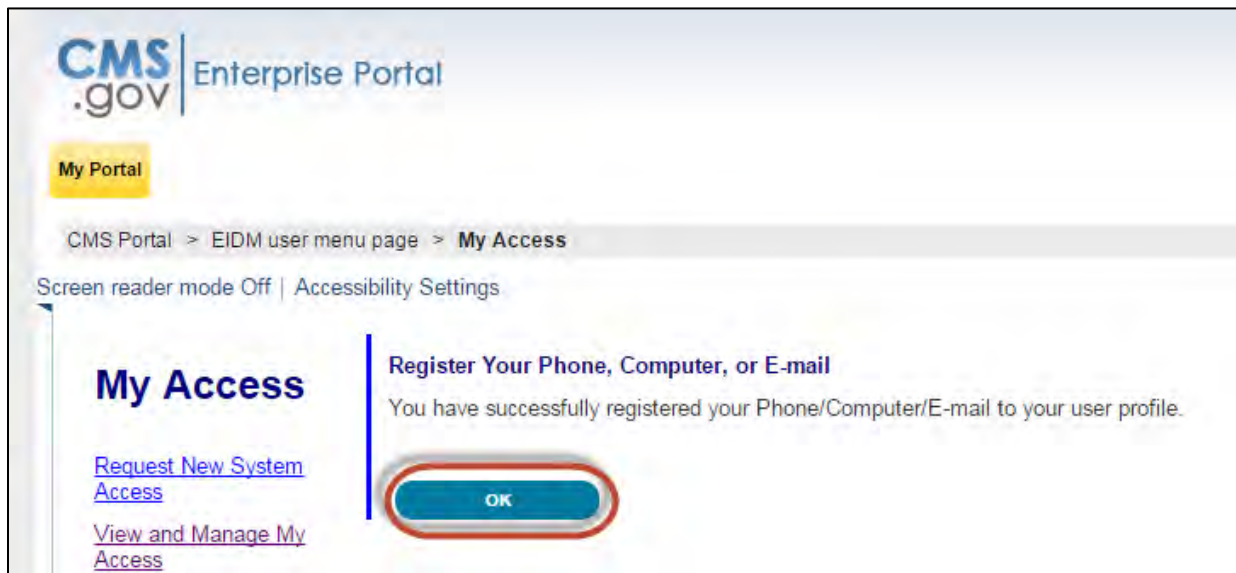 CMS
.gov
Enterprise Portal
My Portal
CMS Portal > EIDM user menu page > My Access
Screen reader mode Off | Accessibility Settings
My Access
Request New System
Access
View and Manage My
Access
Register Your Phone, Computer, or E-mail
You have successfully registered your Phone/Computer/E-mail to your user profile.
OK